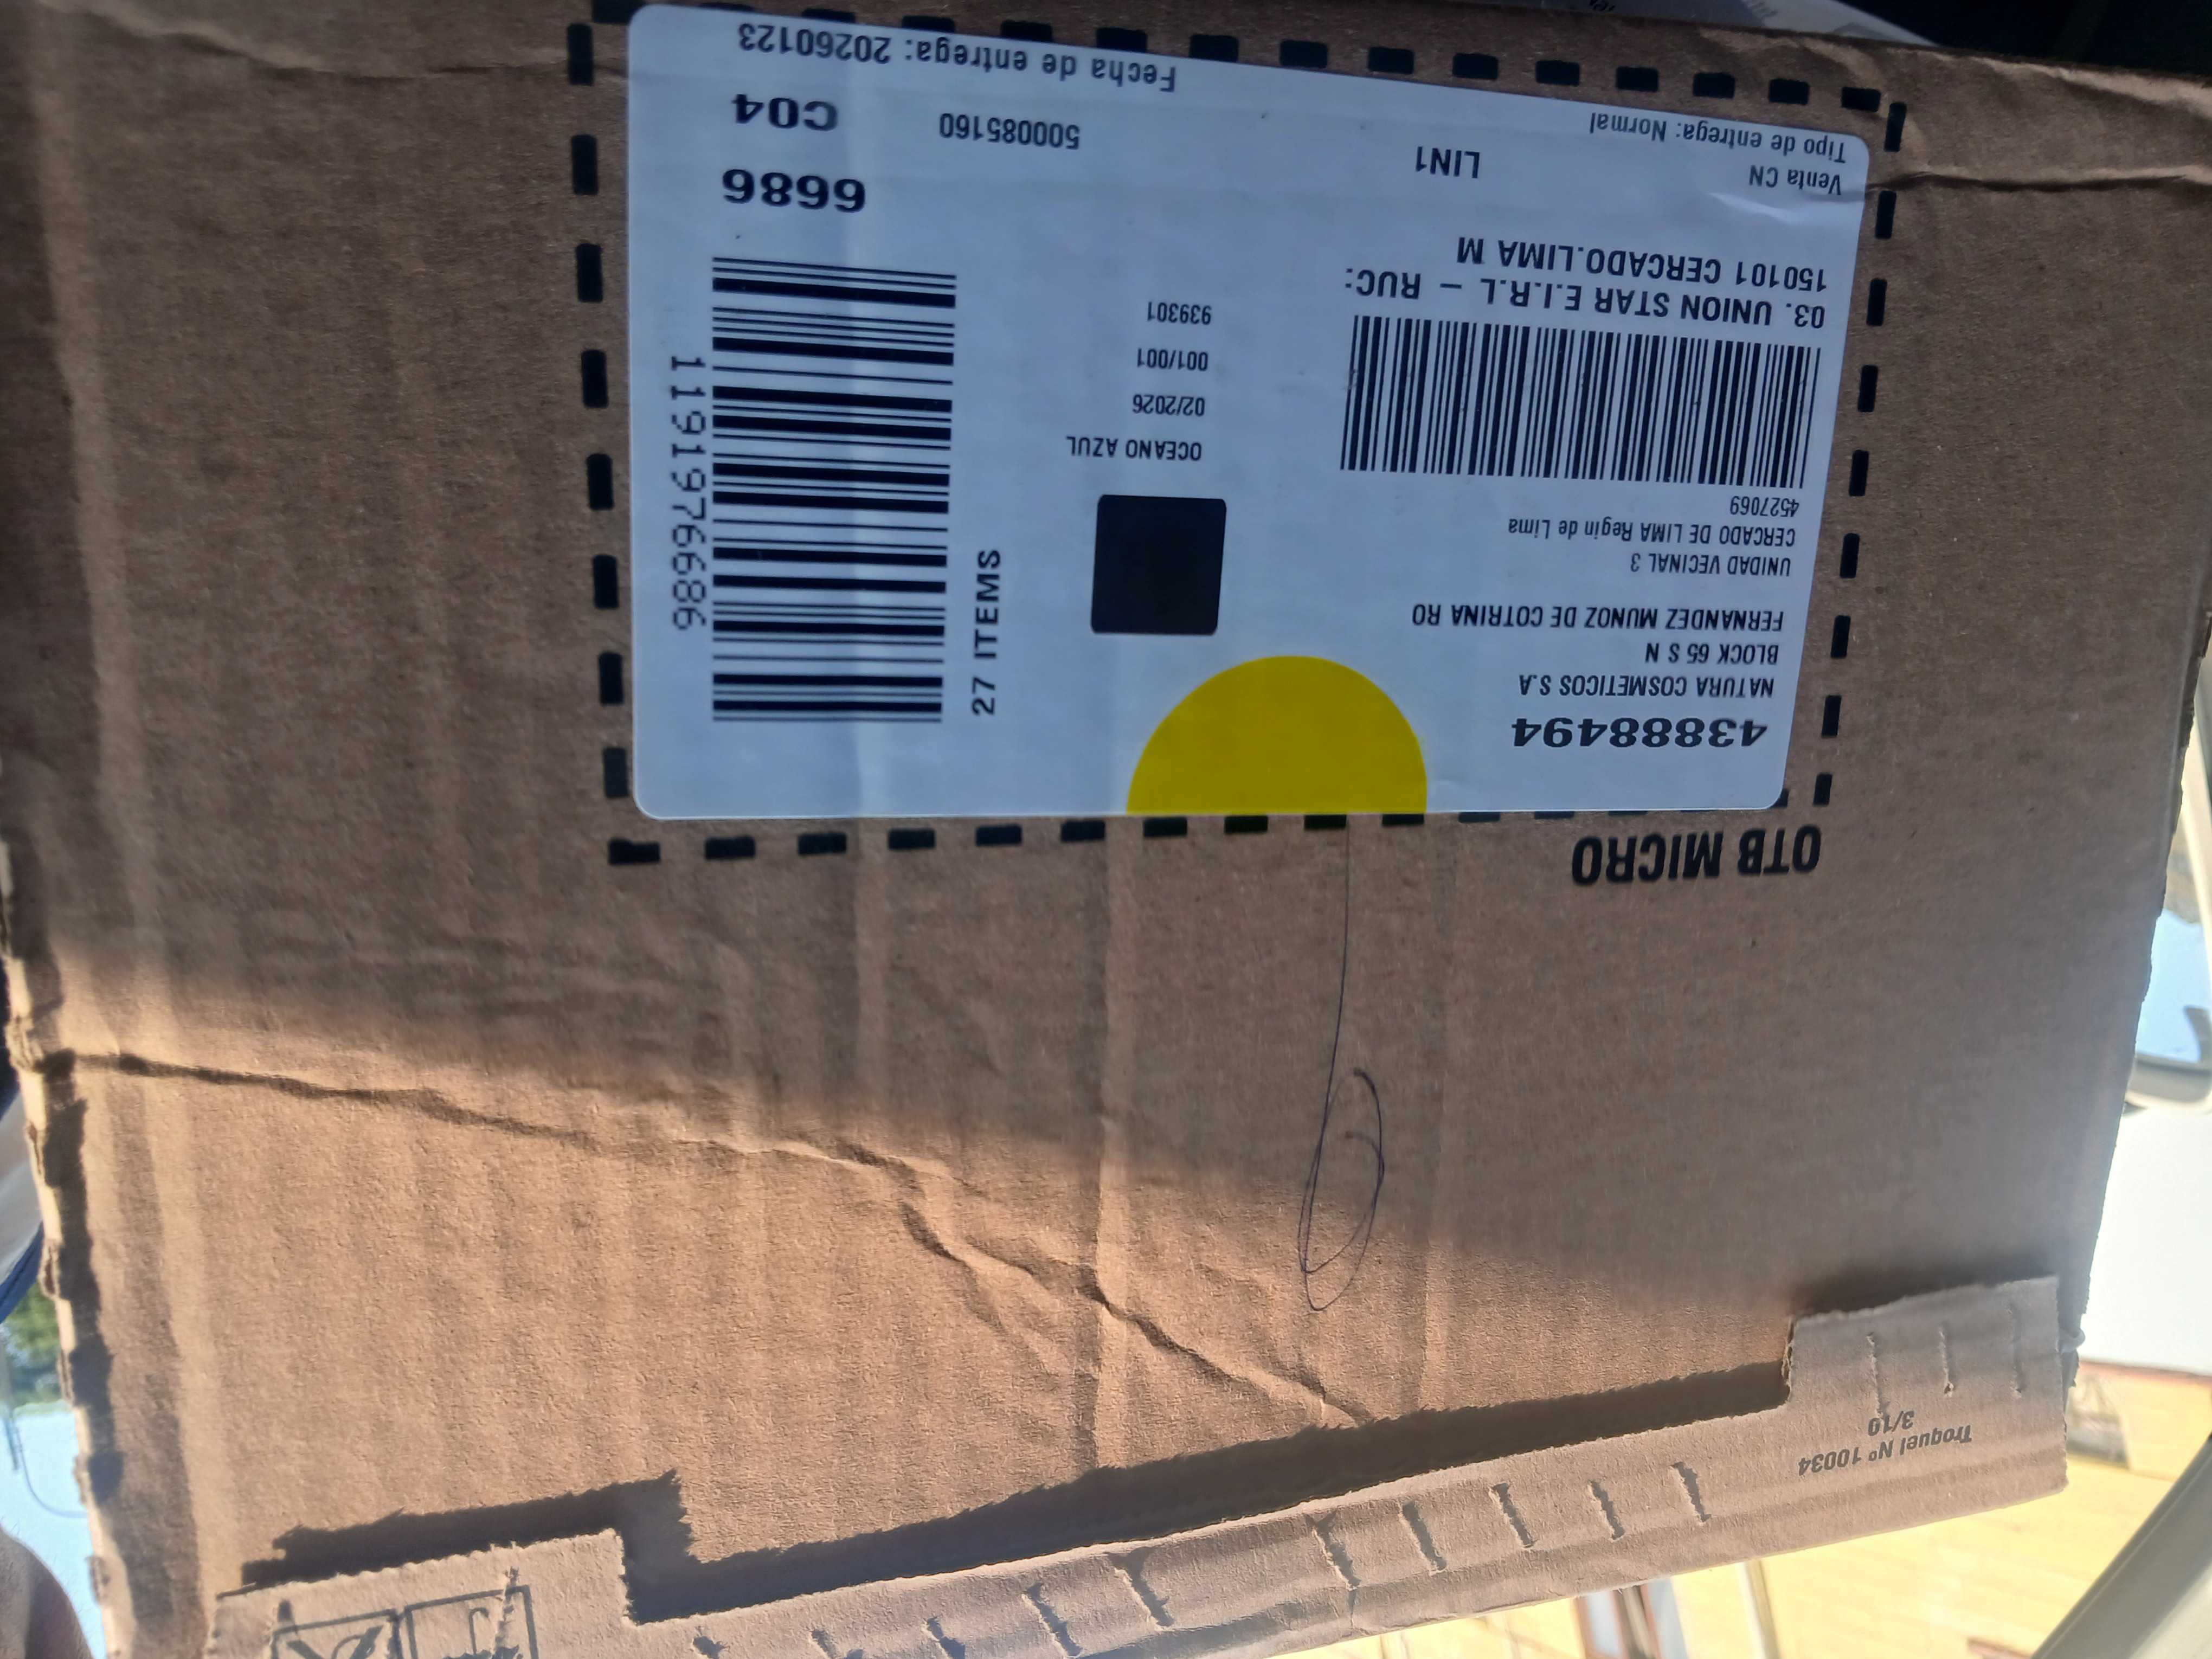 OTB MICRO
43888494
NATURA COSMETICOS S.A
BLOCK 65 S N
FERNANDEZ MUNOZ DE COTRINA RO
UNIDAD VECINAL 3
CERCADO DE LIMA Regin de Lima
4527069
03. UNION STAR E.I.R.L - RUC:
150101 CERCADO.LIMA M
Venta CN
LIN1
Tipo de entrega: Normal
OCEANO AZUL
02/2026
001/001
939301
27 ITEMS
1191976686
6686
500085160
C04
Fecha de entrega: 20260123
Troquel Nº 10034
3/10